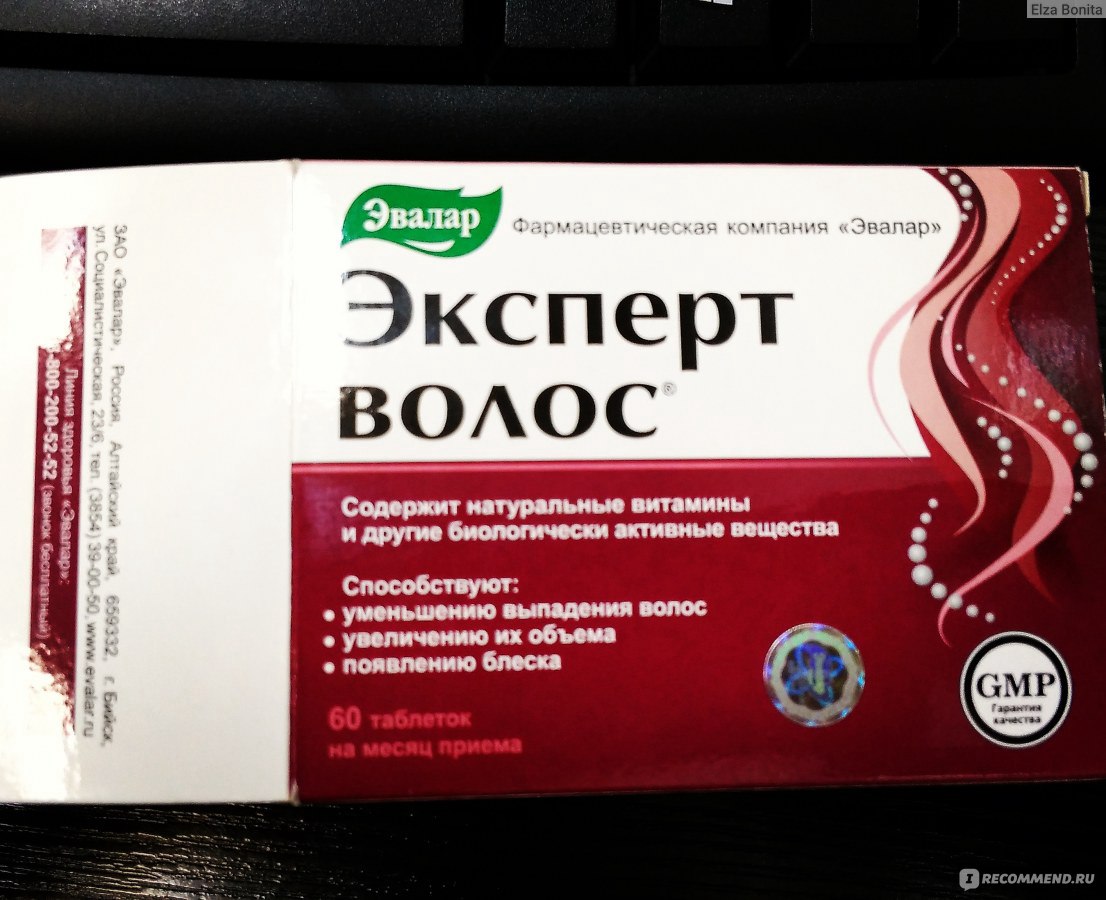 Elza Bonita
Эвалар
Фармацевтическая компания «Эвалар»
Эксперт
волос®
Содержит натуральные витамины
и другие биологически активные вещества
Способствуют:
• уменьшению выпадения волос
• увеличению их объема
• появлению блеска
60 таблеток
на месяц приема
GMP
Гарантия
качества
ЗАО «Эвалар», Россия, Алтайский край, 659332, г. Бийск,
ул. Социалистическая, 23/6, тел. (3854) 39-00-50, www.evalar.ru
Линия здоровья «Эвалар»:
-800-200-52-52 (звонок бесплатный)
IRECOMMEND.RU